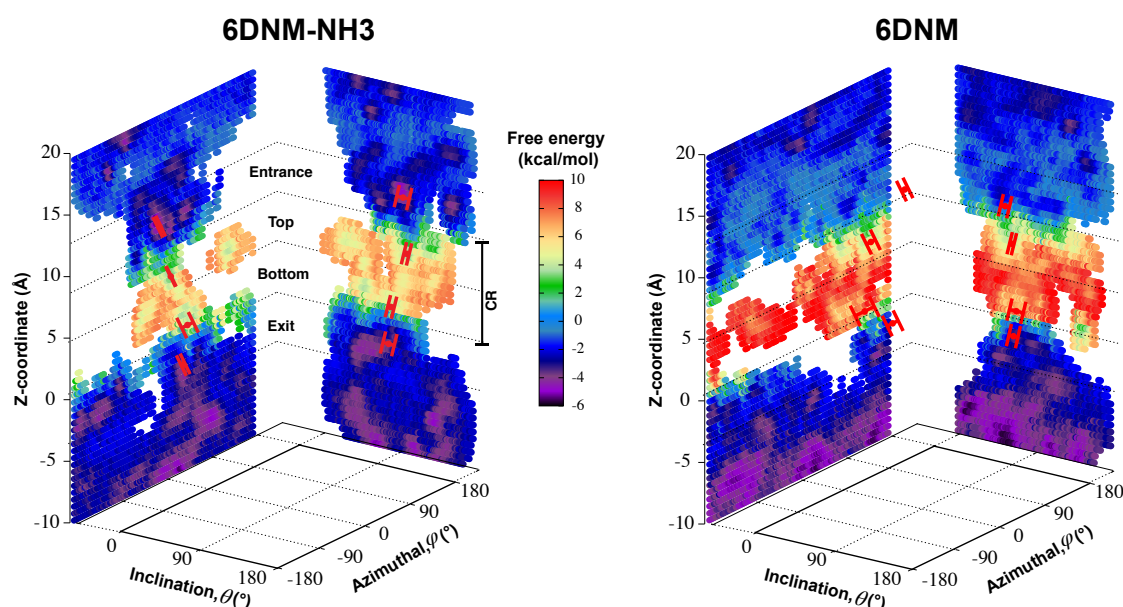 6DNM-NH3
6DNM
Free energy
(kcal/mol)
10
8
6
4
2
0
-2
-4
-6
Entrance
Top
Bottom
Exit
CR
Z-coordinate (Å)
20
15
10
5
0
-5
-10
0
90
180
Inclination,θ(°)
-180
-90
0
90
180
Azimuthal,φ(°)
Z-coordinate (Å)
20
15
10
5
0
-5
-10
0
90
180
Inclination,θ(°)
-180
-90
0
90
180
Azimuthal,φ(°)